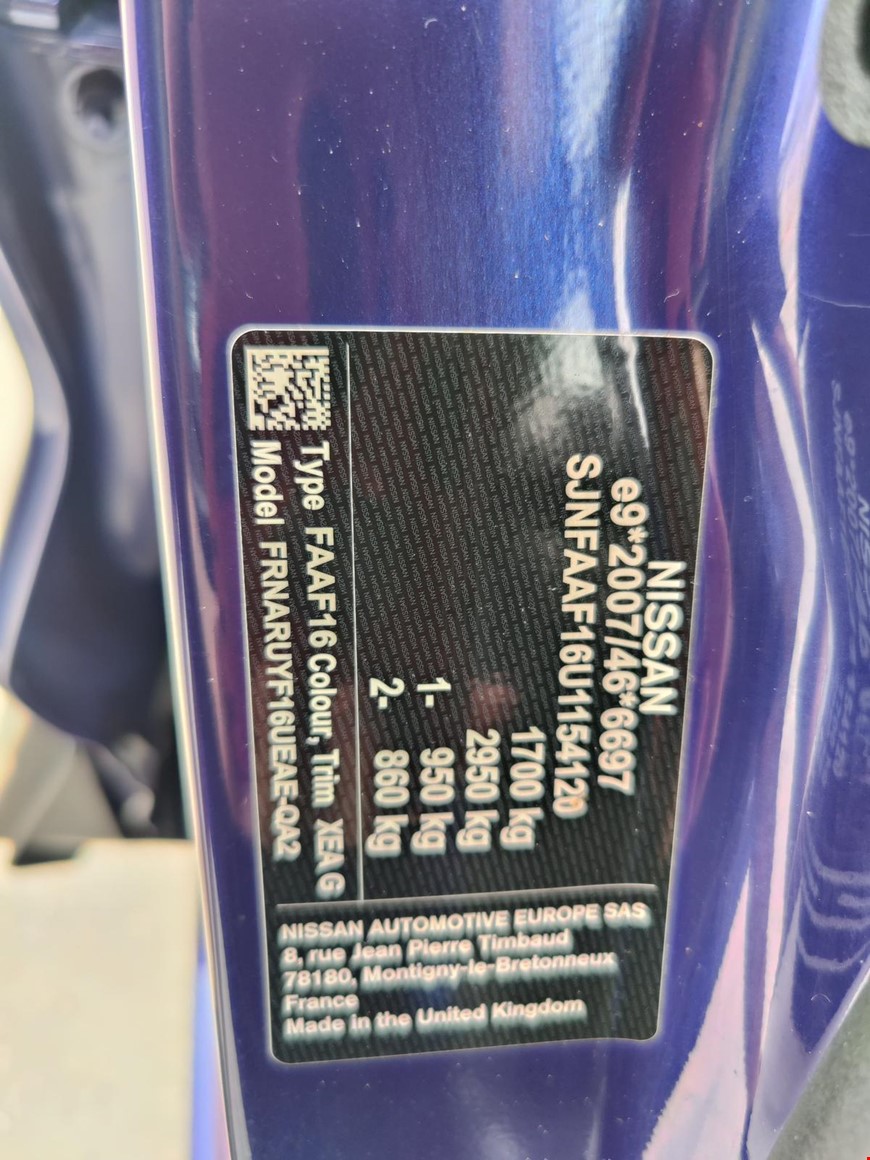 NISSAN
e9*2007/46*6697
SJNFAAF16U1154120
1700 kg
2950 kg
1- 950 kg
2- 860 kg
Type FAAF16 Colour, Trim XEA G
Model FRNARUYF16UEAE-QA2
NISSAN AUTOMOTIVE EUROPE SAS
8, rue Jean Pierre Timbaud
78180, Montigny-le-Bretonneux
France
Made in the United Kingdom